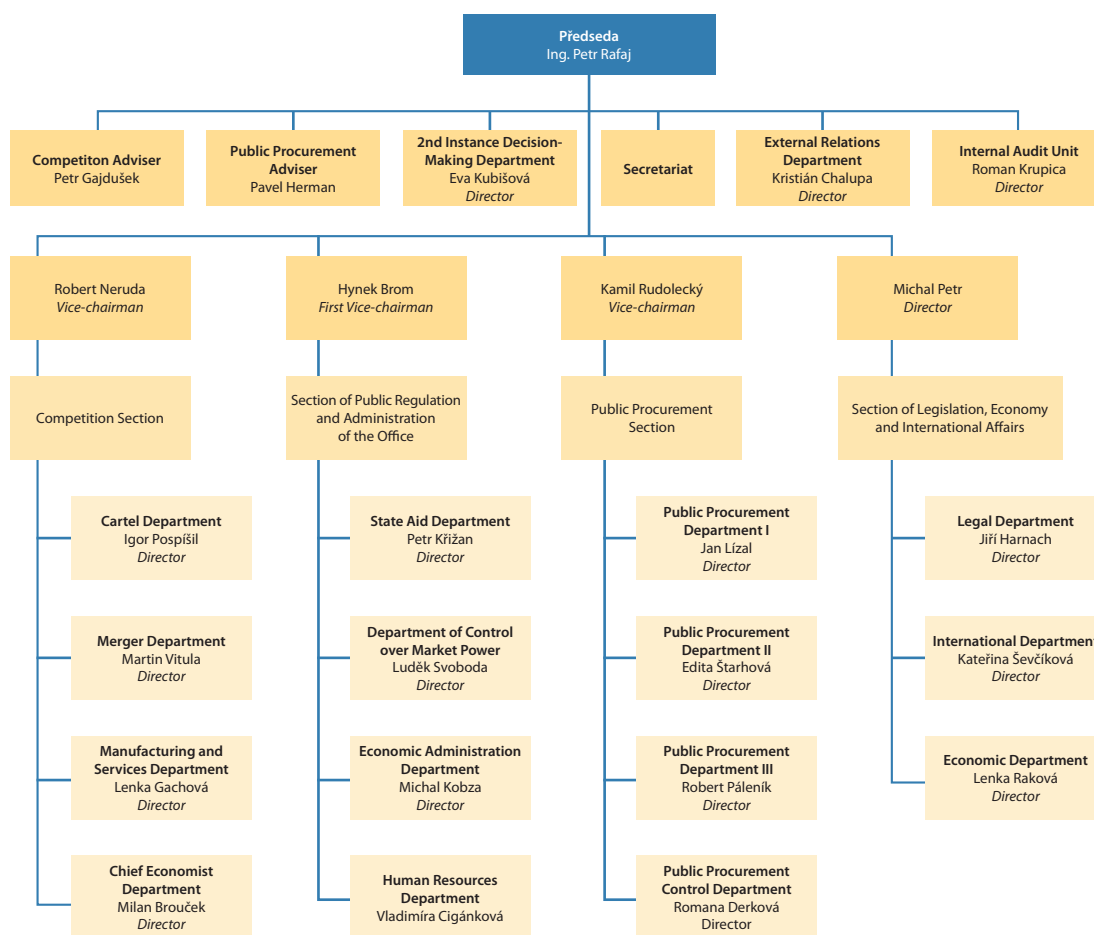 Předseda
Ing. Petr Rafaj
Competiton Adviser
Petr Gajdušek
Public Procurement
Adviser
Pavel Herman
2nd Instance Decision-
Making Department
Eva Kubišová
Director
Secretariat
External Relations
Department
Kristián Chalupa
Director
Internal Audit Unit
Roman Krupica
Director
Robert Neruda
Vice-chairman
Hynek Brom
First Vice-chairman
Kamil Rudolecký
Vice-chairman
Michal Petr
Director
Competition Section
Section of Public Regulation
and Administration
of the Office
Public Procurement
Section
Section of Legislation, Economy
and International Affairs
Cartel Department
Igor Pospíšil
Director
State Aid Department
Petr Křižan
Director
Public Procurement
Department I
Jan Lízal
Director
Legal Department
Jiří Harnach
Director
Merger Department
Martin Vitula
Director
Department of Control
over Market Power
Luděk Svoboda
Director
Public Procurement
Department II
Edita Štarhová
Director
International Department
Kateřina Ševčíková
Director
Manufacturing and
Services Department
Lenka Gachová
Director
Economic Administration
Department
Michal Kobza
Director
Public Procurement
Department III
Robert Páleník
Director
Economic Department
Lenka Raková
Director
Chief Economist
Department
Milan Brouček
Director
Human Resources
Department
Vladimíra Cigánková
Public Procurement
Control Department
Romana Derková
Director